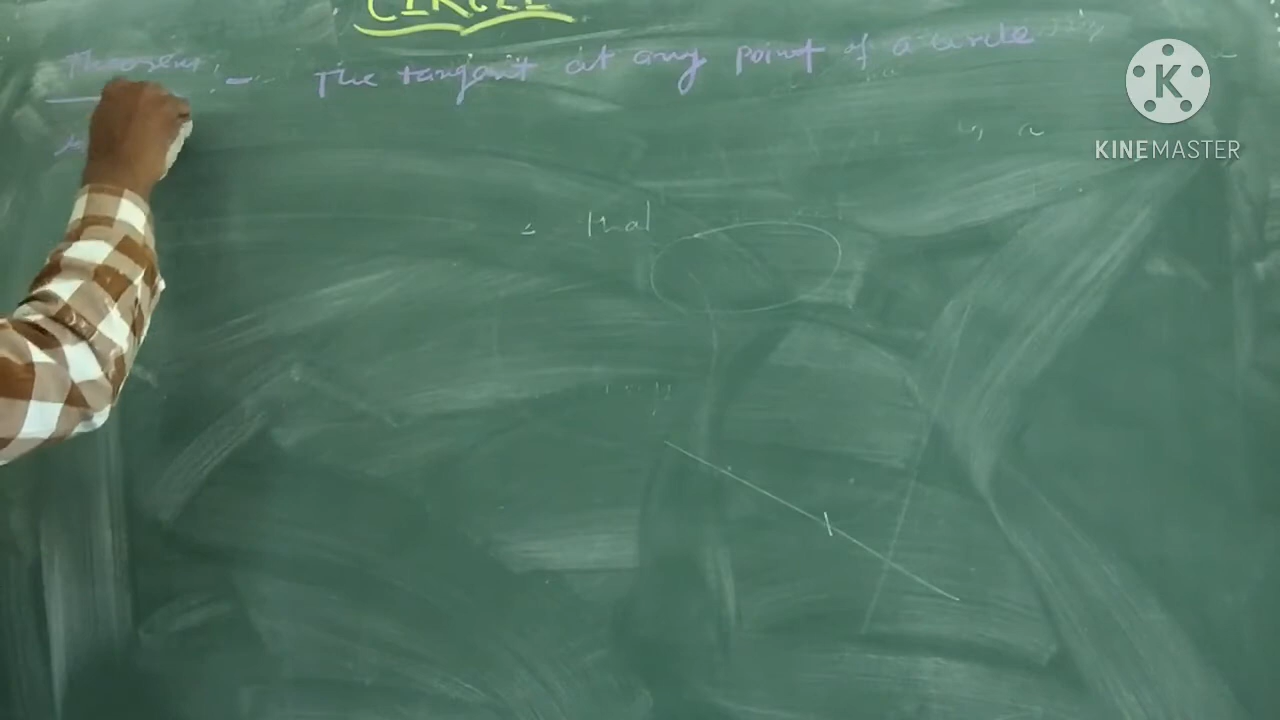 CIRCLE
Theorem - The tangent at any point of a circle
KINEMASTER